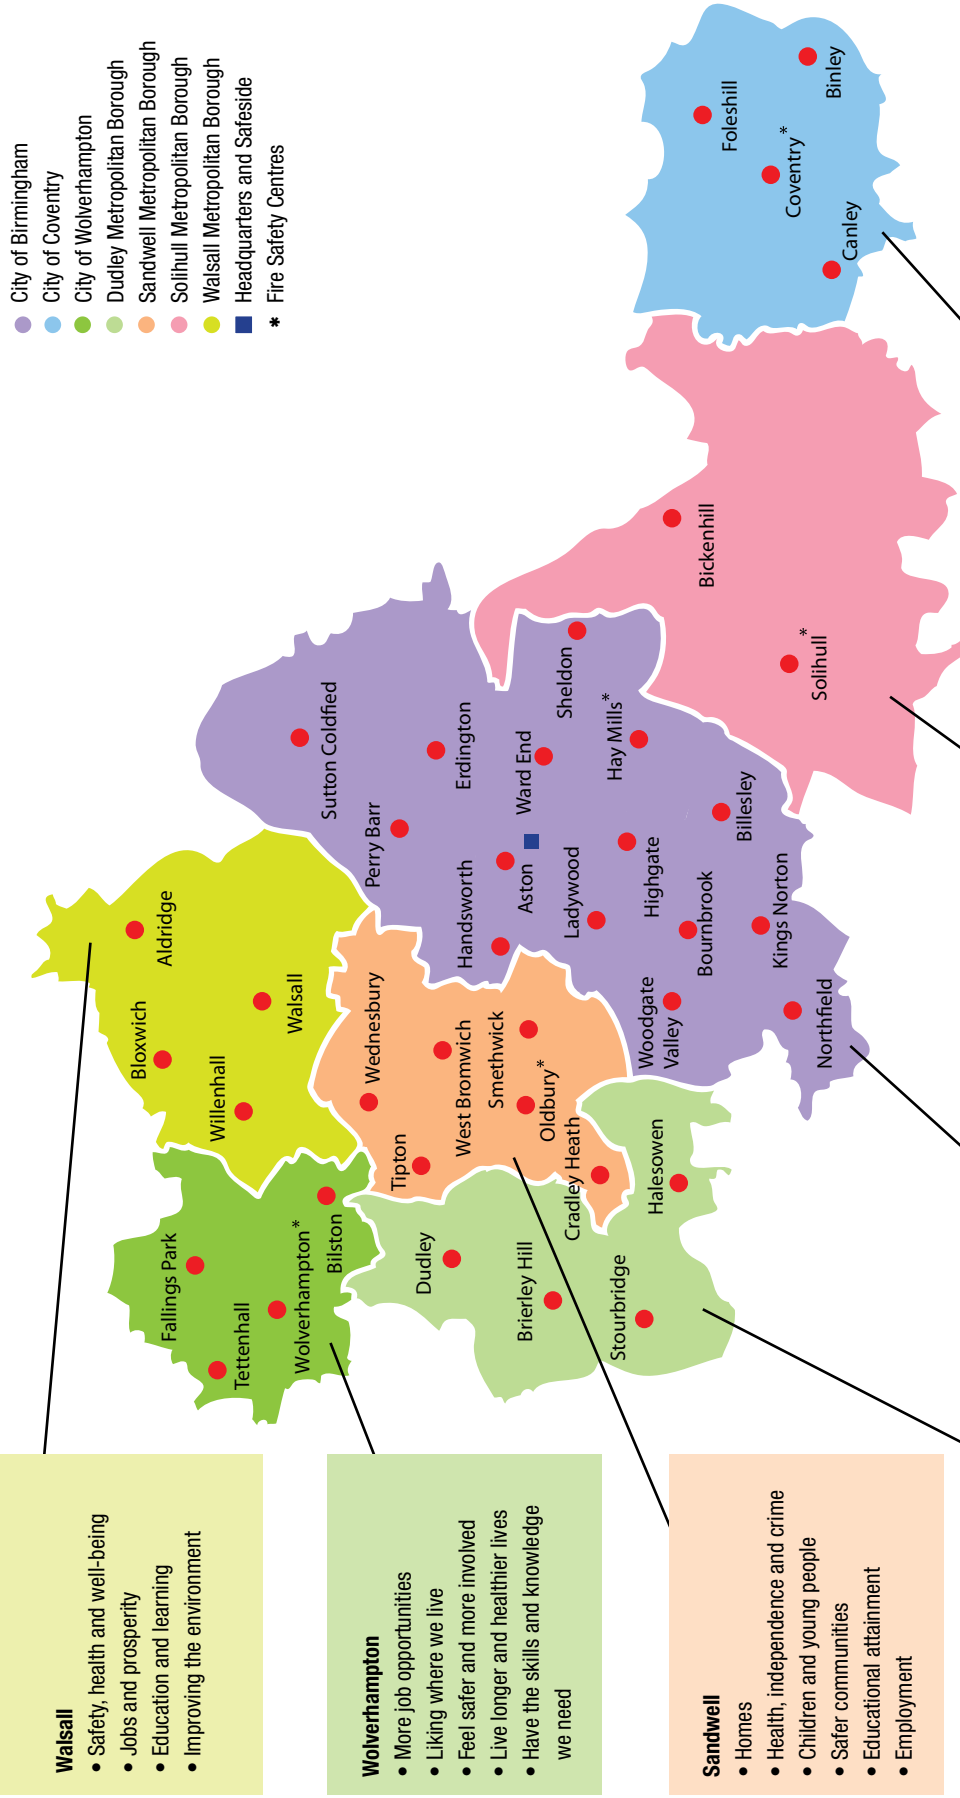 City of Birmingham
City of Coventry
City of Wolverhampton
Dudley Metropolitan Borough
Sandwell Metropolitan Borough
Solihull Metropolitan Borough
Walsall Metropolitan Borough
Headquarters and Safeside
* Fire Safety Centres
Walsall
• Safety, health and well-being
• Jobs and prosperity
• Education and learning
• Improving the environment
Wolverhampton
• More job opportunities
• Liking where we live
• Feel safer and more involved
• Live longer and healthier lives
• Have the skills and knowledge
we need
Sandwell
• Homes
• Health, independence and crime
• Children and young people
• Safer communities
• Educational attainment
• Employment
Fallings Park
Tettenhall
Wolverhampton*
Bilston
Bloxwich
Aldridge
Willenhall
Walsall
Wednesbury
Tipton
West Bromwich
Smethwick
Oldbury*
Cradley Heath
Dudley
Brierley Hill
Stourbridge
Halesowen
Sutton Coldfied
Perry Barr
Erdington
Handsworth
Aston
Ward End
Sheldon
Ladywood
Hay Mills*
Highgate
Woodgate
Valley
Bournbrook
Billesley
Kings Norton
Northfield
Bickenhill
Solihull*
Foleshill
Coventry*
Binley
Canley